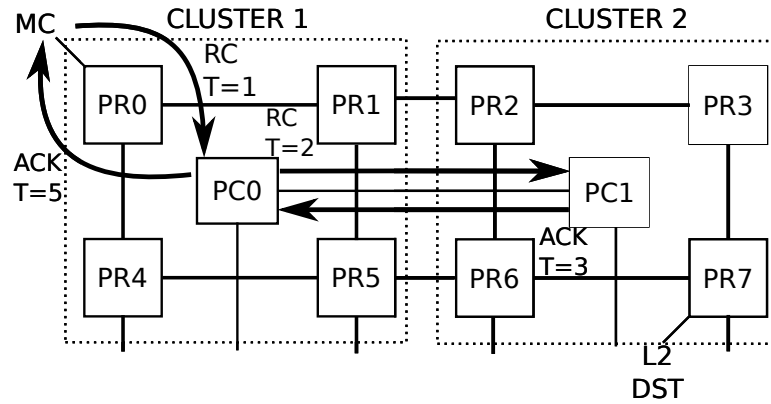 CLUSTER 1
CLUSTER 2
MC
RC
T=1
PR0
PR1
PR2
PR3
RC
T=2
ACK
T=5
PC0
PC1
ACK
T=3
PR4
PR5
PR6
PR7
L2
DST